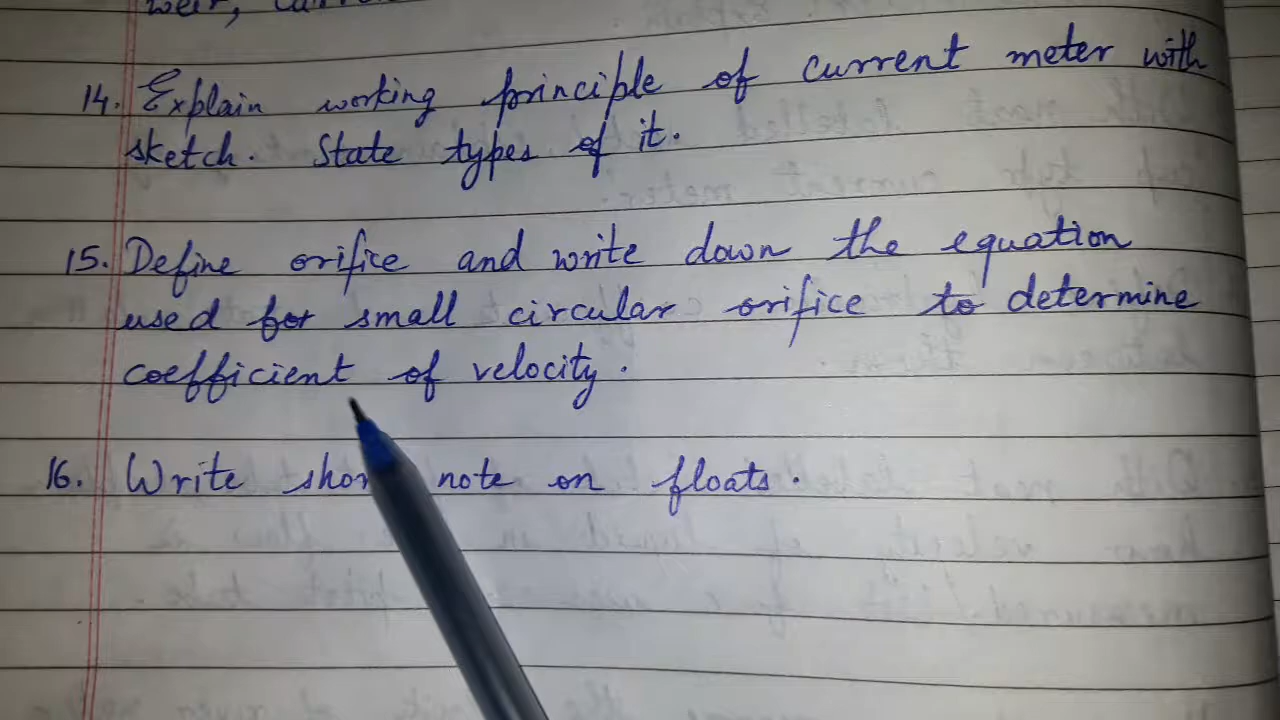 14. Explain working principle of current meter with
sketch. State types of it.
15. Define orifice and write down the equation
used for small circular orifice to determine
coefficient of velocity.
16. Write short note on floats.